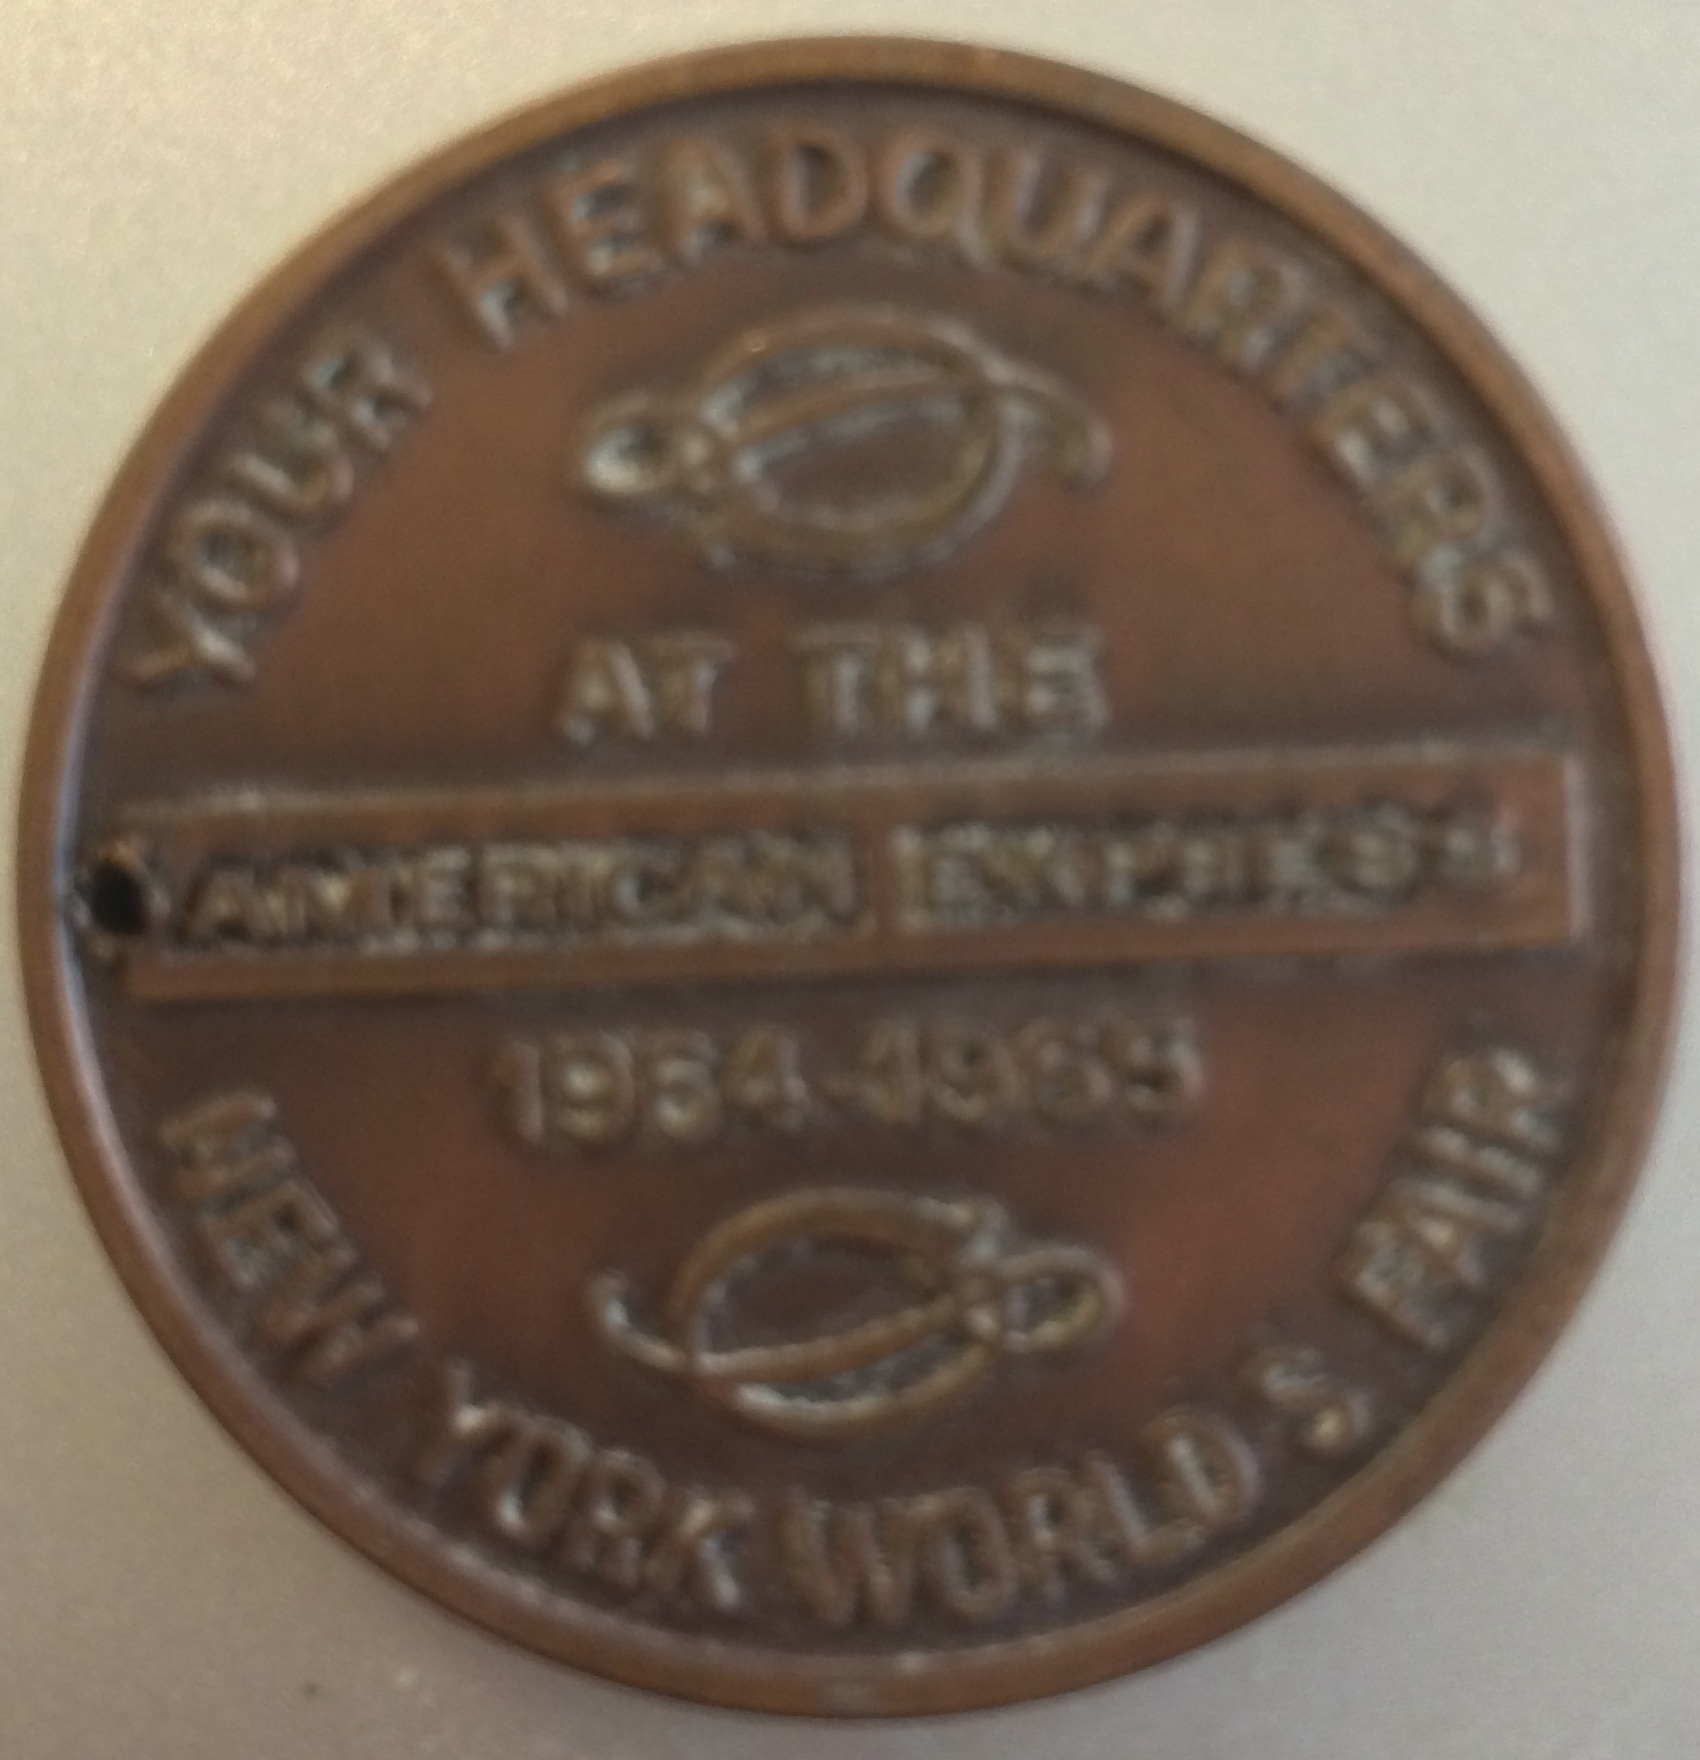 YOUR HEADQUARTERS
AT THE
AMERICAN EXPRESS
1964-1965
NEW YORK WORLD'S FAIR